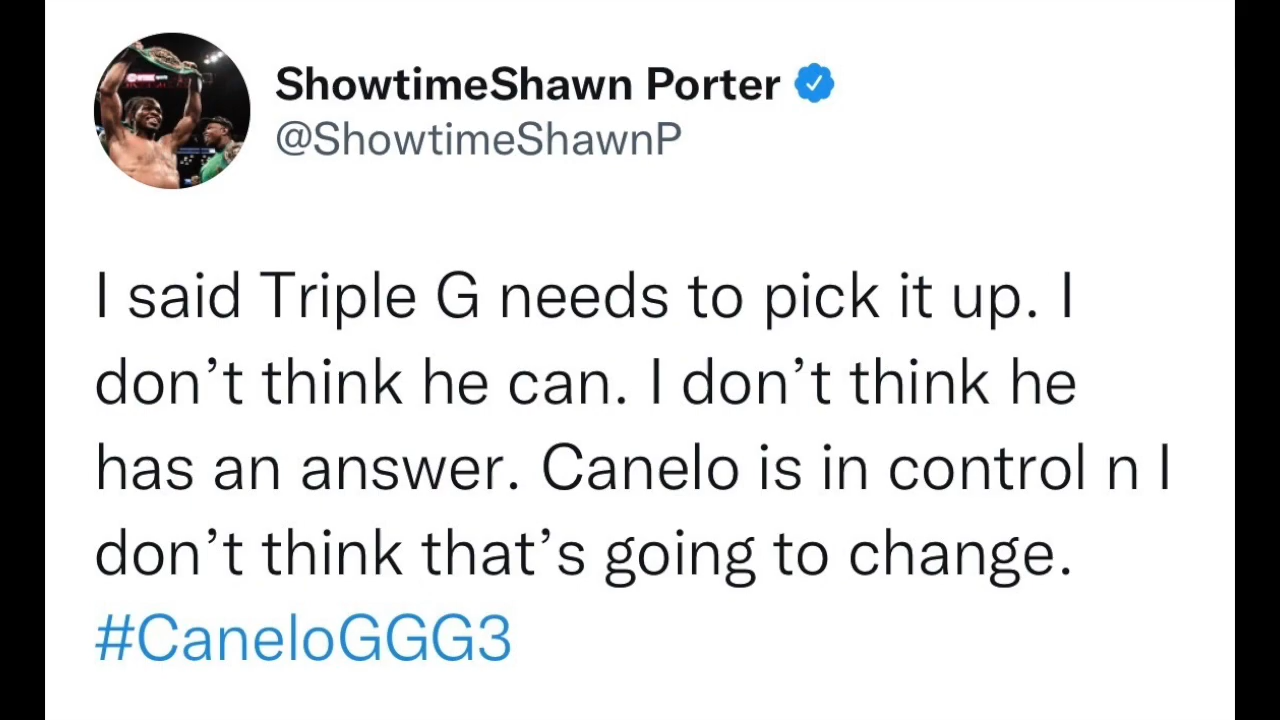 ShowtimeShawn Porter
@ShowtimeShawnP
I said Triple G needs to pick it up. I
don’t think he can. I don’t think he
has an answer. Canelo is in control n I
don’t think that’s going to change.
#CaneloGGG3